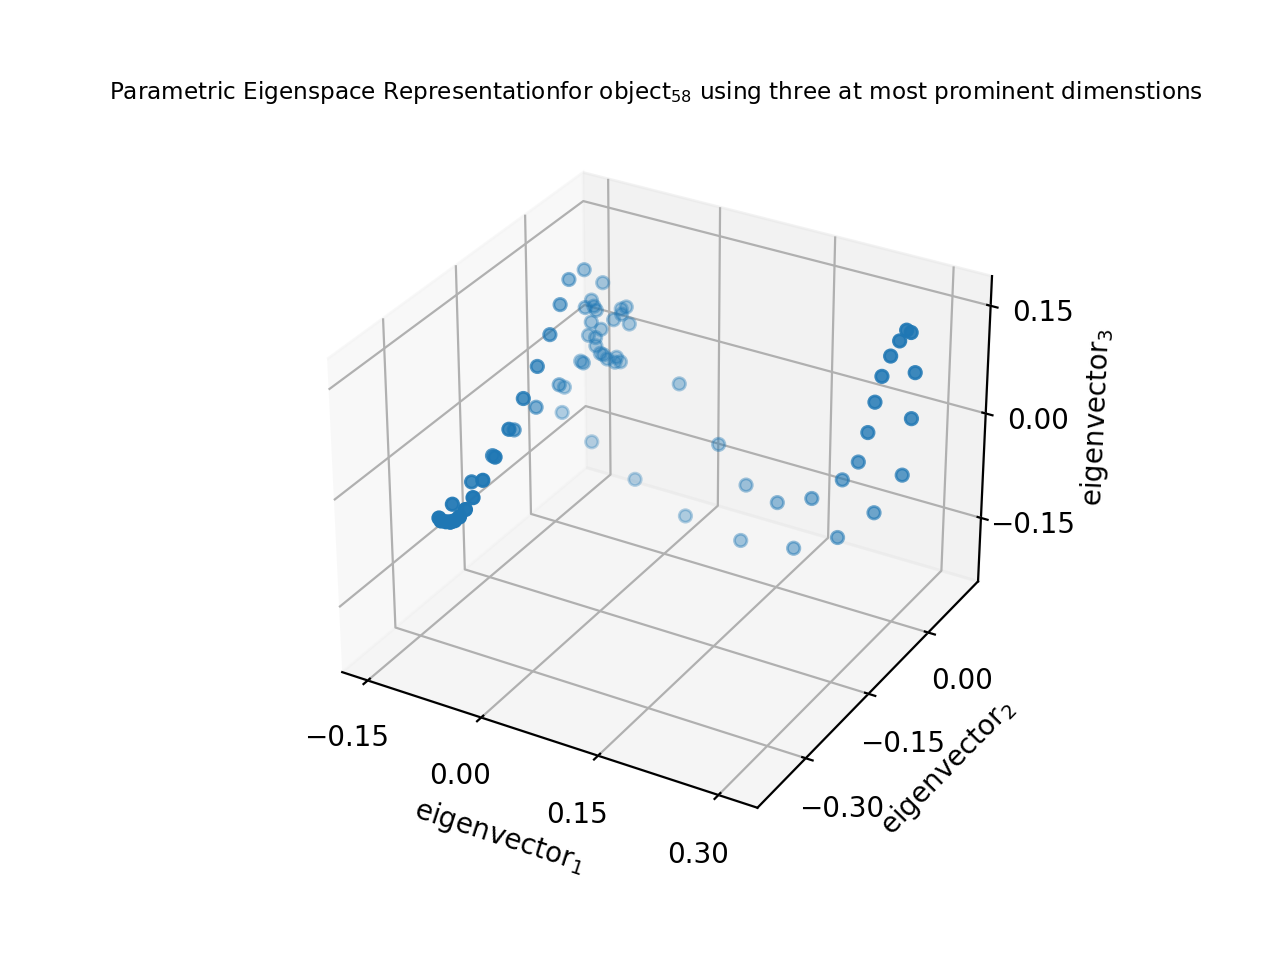 Parametric Eigenspace Representationfor object₅₈ using three at most prominent dimenstions
0.15
0.00
−0.15
eigenvector₃
0.00
−0.15
−0.30
eigenvector₂
−0.15
0.00
0.15
0.30
eigenvector₁